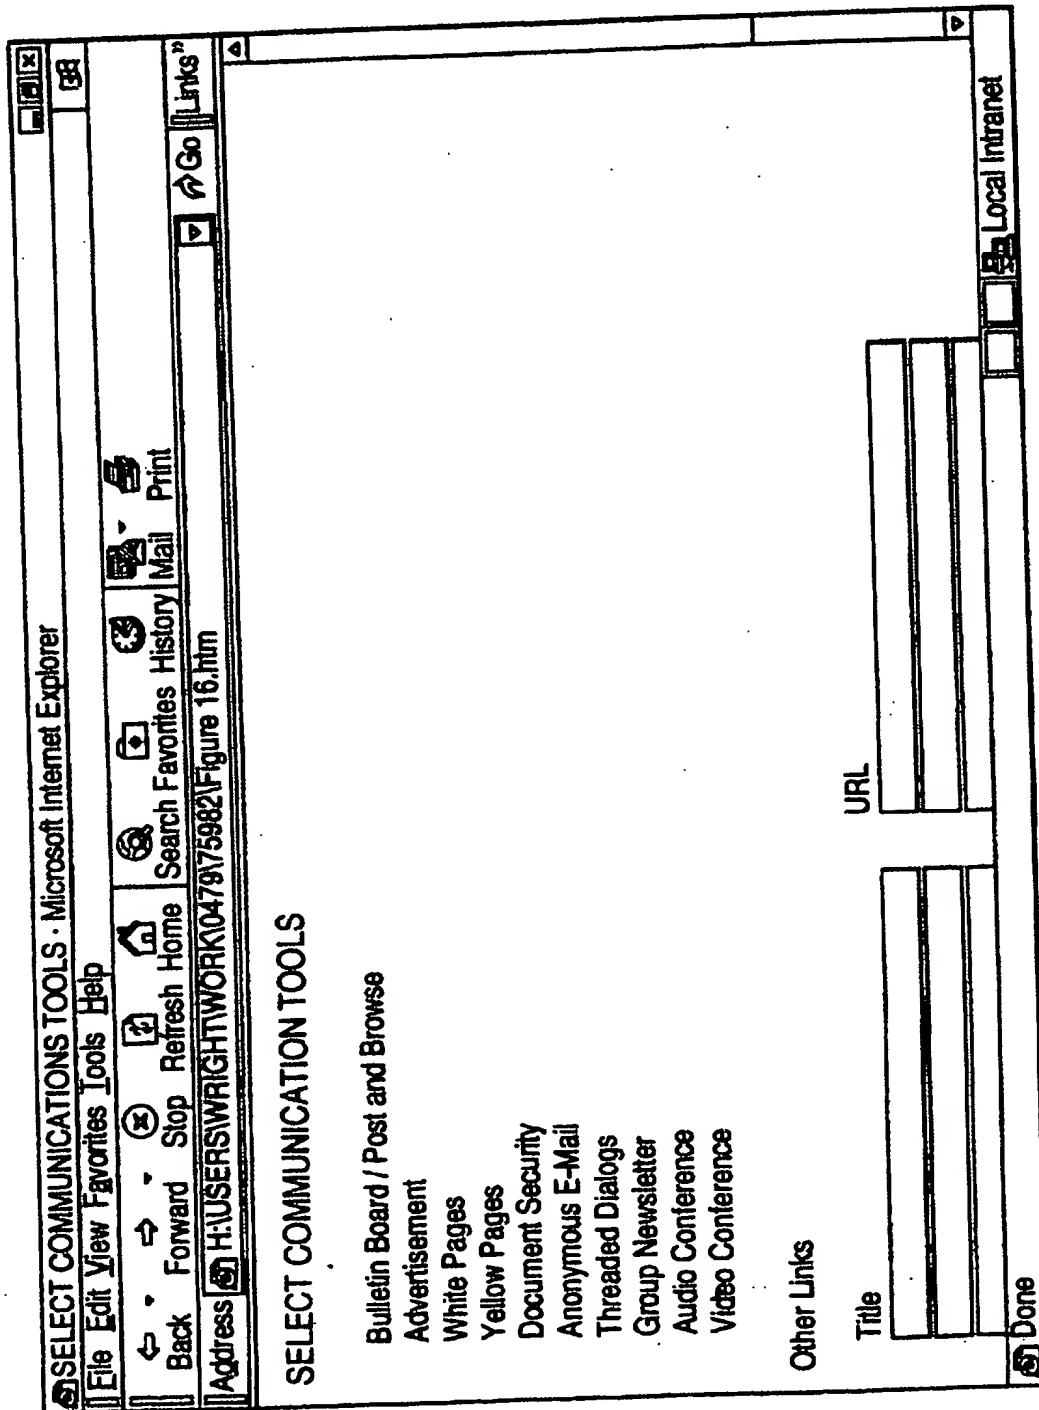 SELECT COMMUNICATIONS TOOLS - Microsoft Internet Explorer
File Edit View Favorites Tools Help
Back Forward Stop Refresh Home Search Favorites History Mail Print
Address H:\USERS\WRIGHT\WORK\0479\75982\Figure 16.htm Go Links"
SELECT COMMUNICATION TOOLS
Bulletin Board / Post and Browse
Advertisement
White Pages
Yellow Pages
Document Security
Anonymous E-Mail
Threaded Dialogs
Group Newsletter
Audio Conference
Video Conference
Other Links
Title URL
Done Local Intranet